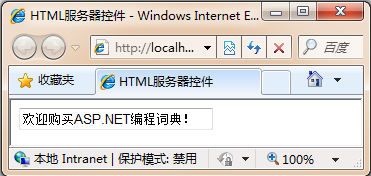 HTML服务器控件 - Windows Internet E...
http://localh... 百度
收藏夹 HTML服务器控件
欢迎购买ASP.NET编程词典！
本地 Intranet | 保护模式: 禁用 100%